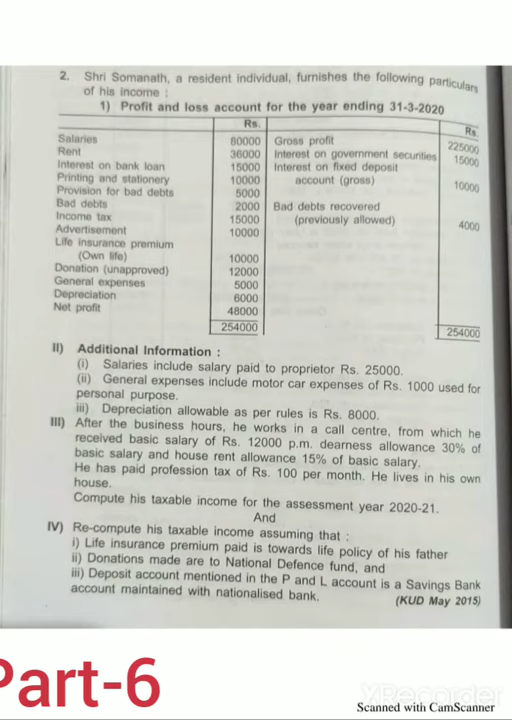 2. Shri Somanath, a resident individual, furnishes the following particulars
of his income :
1) Profit and loss account for the year ending 31-3-2020
Rs. Rs.
Salaries 80000 Gross profit 225000
Rent 36000 Interest on government securities 15000
Interest on bank loan 15000 Interest on fixed deposit
Printing and stationery 10000 account (gross) 10000
Provision for bad debts 5000
Bad debts 2000 Bad debts recovered
Income tax 15000 (previously allowed) 4000
Advertisement 10000
Life insurance premium
(Own life) 10000
Donation (unapproved) 12000
General expenses 5000
Depreciation 6000
Net profit 48000
254000 254000
II) Additional Information :
(i) Salaries include salary paid to proprietor Rs. 25000.
(ii) General expenses include motor car expenses of Rs. 1000 used for
personal purpose.
iii) Depreciation allowable as per rules is Rs. 8000.
III) After the business hours, he works in a call centre, from which he
received basic salary of Rs. 12000 p.m. dearness allowance 30% of
basic salary and house rent allowance 15% of basic salary.
He has paid profession tax of Rs. 100 per month. He lives in his own
house.
Compute his taxable income for the assessment year 2020-21.
And
IV) Re-compute his taxable income assuming that :
i) Life insurance premium paid is towards life policy of his father
ii) Donations made are to National Defence fund, and
iii) Deposit account mentioned in the P and L account is a Savings Bank
account maintained with nationalised bank. (KUD May 2015)
Part-6
XRecorder
Scanned with CamScanner